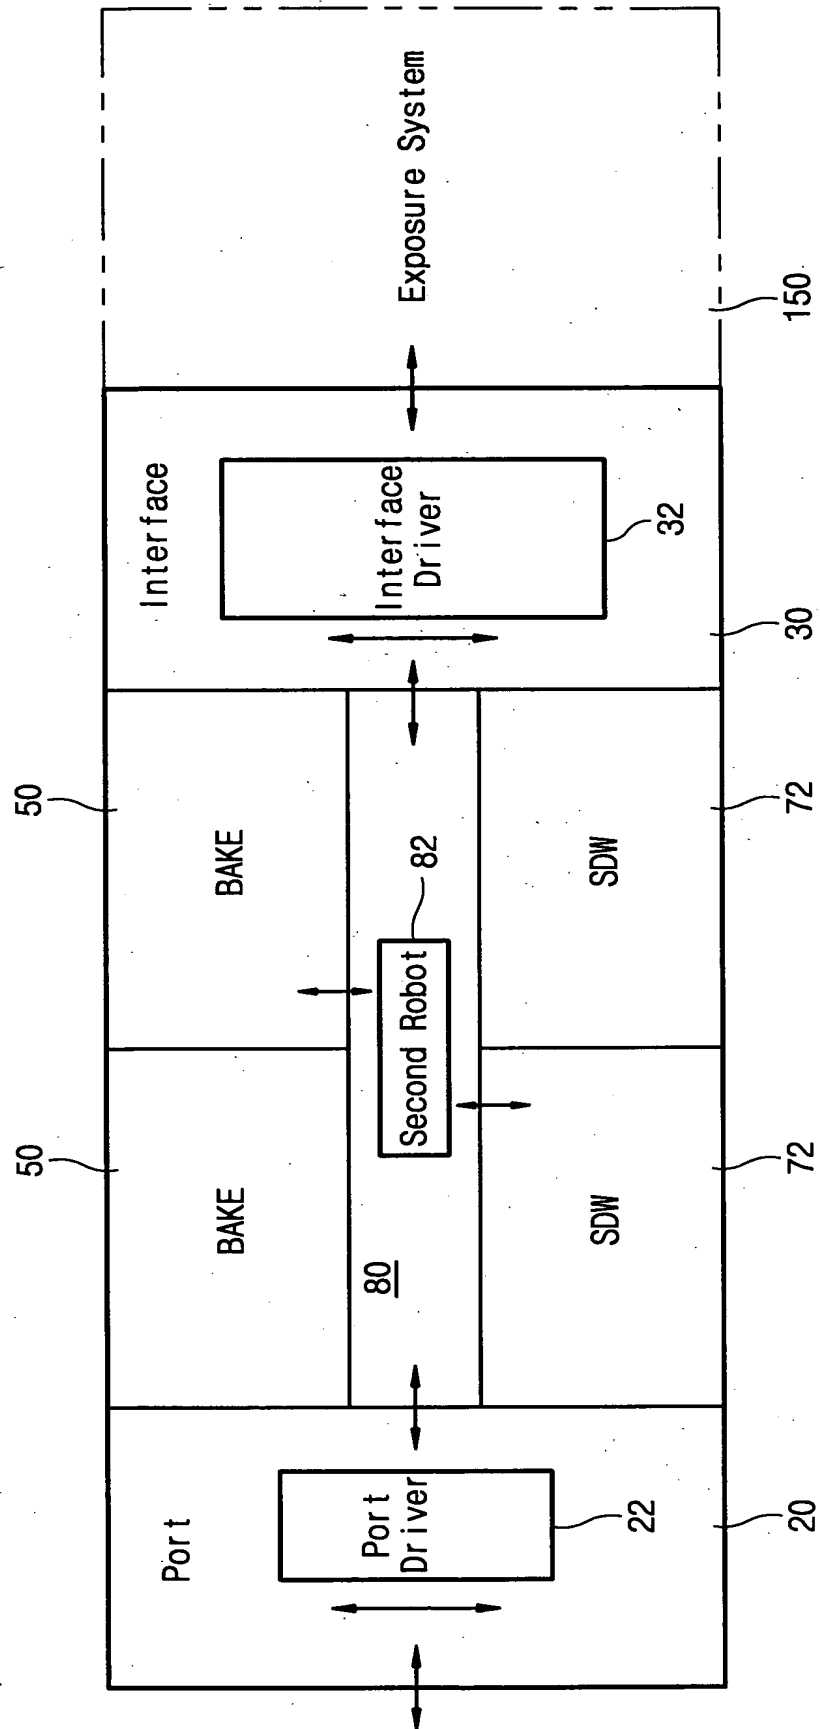 Port
Port
Driver
22
20
50
BAKE
50
BAKE
80
Second Robot
82
SDW
72
SDW
72
Interface
Interface
Driver
32
30
Exposure System
150